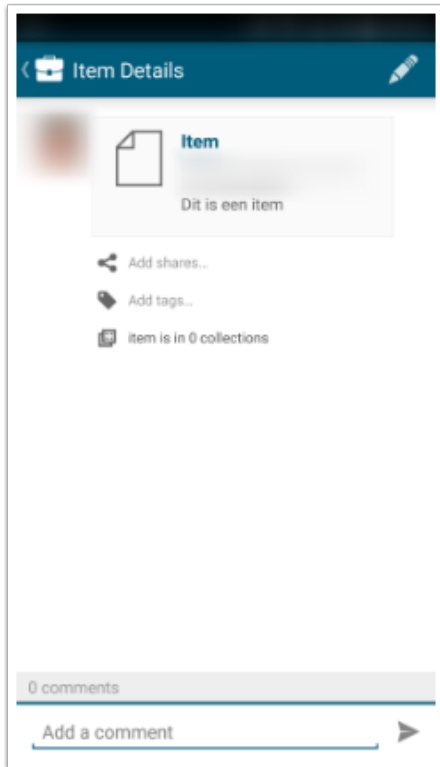 Item Details
Item
Dit is een item
Add shares...
Add tags...
item is in 0 collections
0 comments
Add a comment